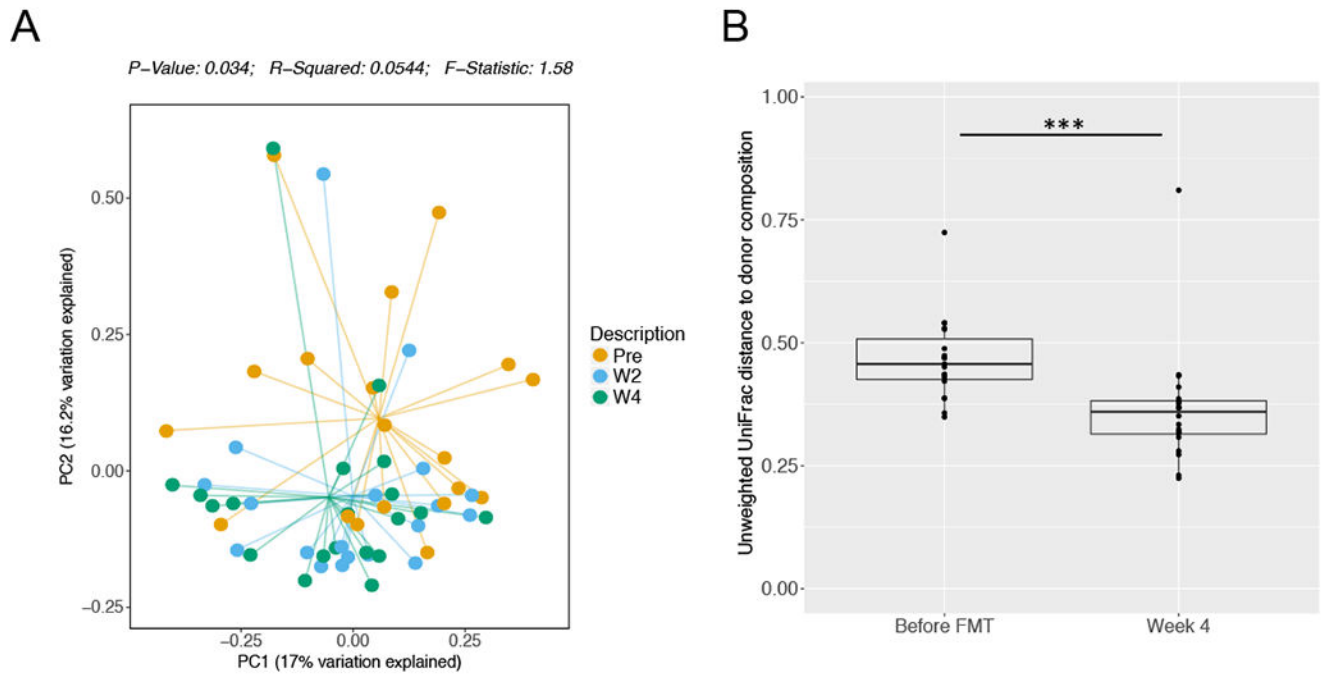 A
P-Value: 0.034; R-Squared: 0.0544; F-Statistic: 1.58
PC2 (16.2% variation explained)
0.50
0.25
0.00
−0.25
−0.25
0.00
0.25
PC1 (17% variation explained)
Description
Pre
W2
W4
B
Unweighted UniFrac distance to donor composition
1.00
0.75
0.50
0.25
0.00
***
Before FMT
Week 4